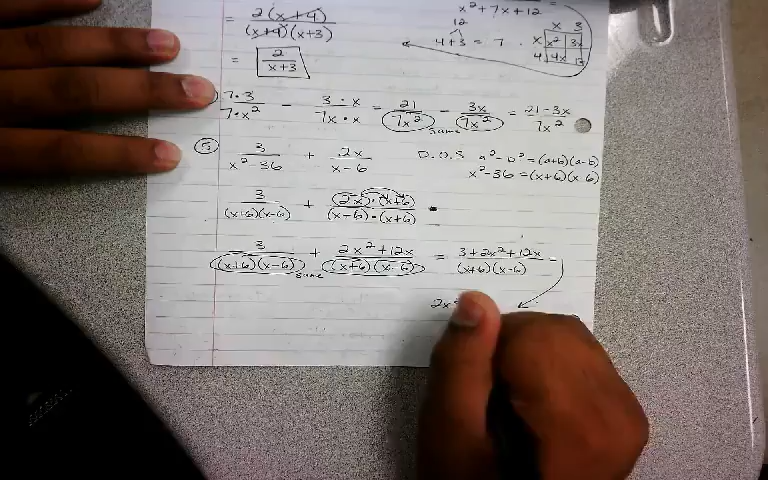 = 2(x+4) / (x+4)(x+3)
x² + 7x + 12
12
4+3 = 7
x 3
x x² 3x
4 4x 12
= 2 / x+3
7·3 / 7·x² − 3·x / 7x·x = 21 / 7x² − 3x / 7x² = 21-3x / 7x²
same
⑤ 3 / x²-36 + 2x / x-6
D.O.S a²-b² = (a+b)(a-b)
x²-36 = (x+6)(x-6)
3 / (x+6)(x-6) + (2x)·(x+6) / (x-6)·(x+6)
3 / (x+6)(x-6) + 2x²+12x / (x+6)(x-6) = 3+2x²+12x / (x+6)(x-6)
same
2x²